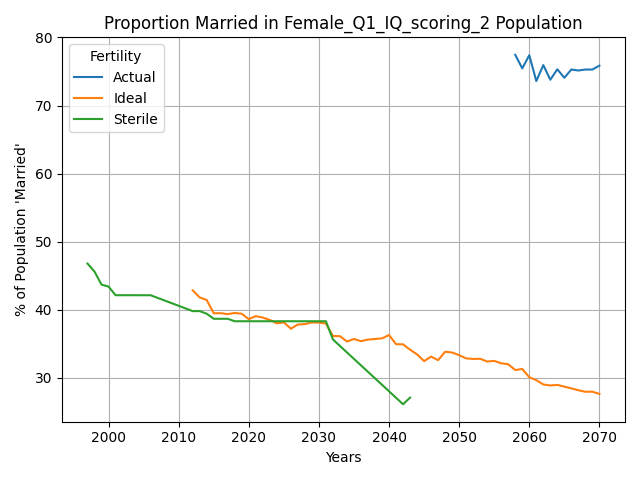 Proportion Married in Female_Q1_IQ_scoring_2 Population
% of Population 'Married'
80
70
60
50
40
30
Fertility
Actual
Ideal
Sterile
2000 2010 2020 2030 2040 2050 2060 2070
Years